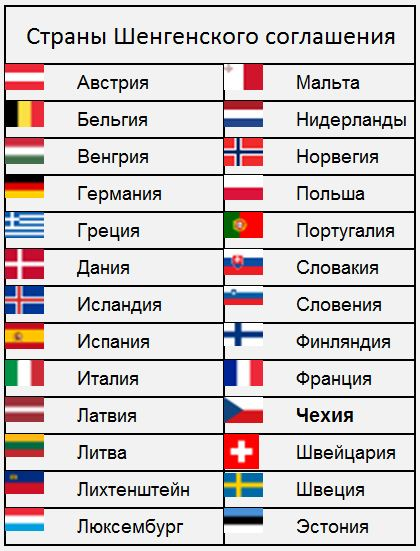 Страны Шенгенского соглашения
Австрия Мальта
Бельгия Нидерланды
Венгрия Норвегия
Германия Польша
Греция Португалия
Дания Словакия
Исландия Словения
Испания Финляндия
Италия Франция
Латвия Чехия
Литва Швейцария
Лихтенштейн Швеция
Люксембург Эстония